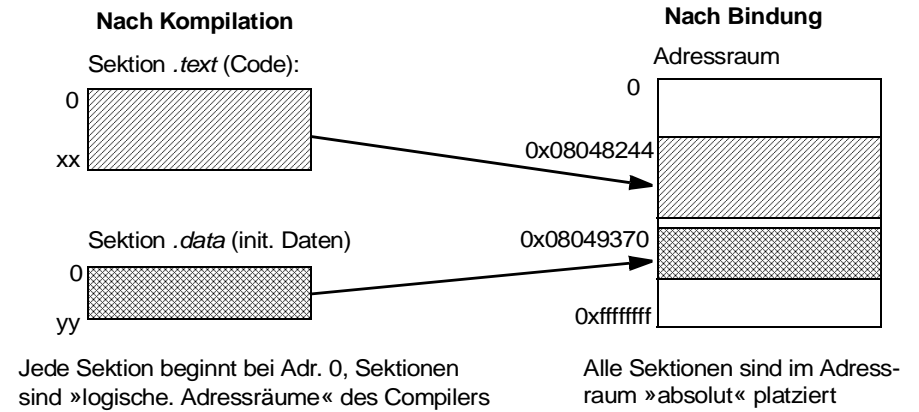 Nach Kompilation
Sektion .text (Code):
0
xx
Sektion .data (init. Daten)
0
yy
Jede Sektion beginnt bei Adr. 0, Sektionen
sind »logische. Adressräume« des Compilers
Nach Bindung
Adressraum
0
0x08048244
0x08049370
0xffffffff
Alle Sektionen sind im Adress-
raum »absolut« platziert